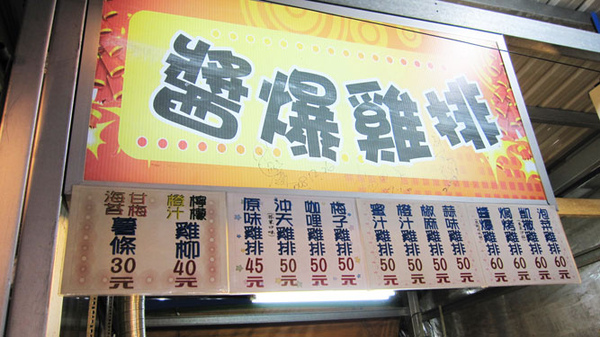 醬爆雞排
海苔 甘梅
薯條
30元
橙汁 檸檬
雞柳
40元
原味雞排
45元
沖天雞排
50元
咖哩雞排
50元
梅子雞排
50元
蜜汁雞排
50元
橙汁雞排
50元
椒麻雞排
50元
蒜味雞排
50元
醬爆雞排
60元
焗烤雞排
60元
凱撒雞排
60元
泡菜雞排
60元